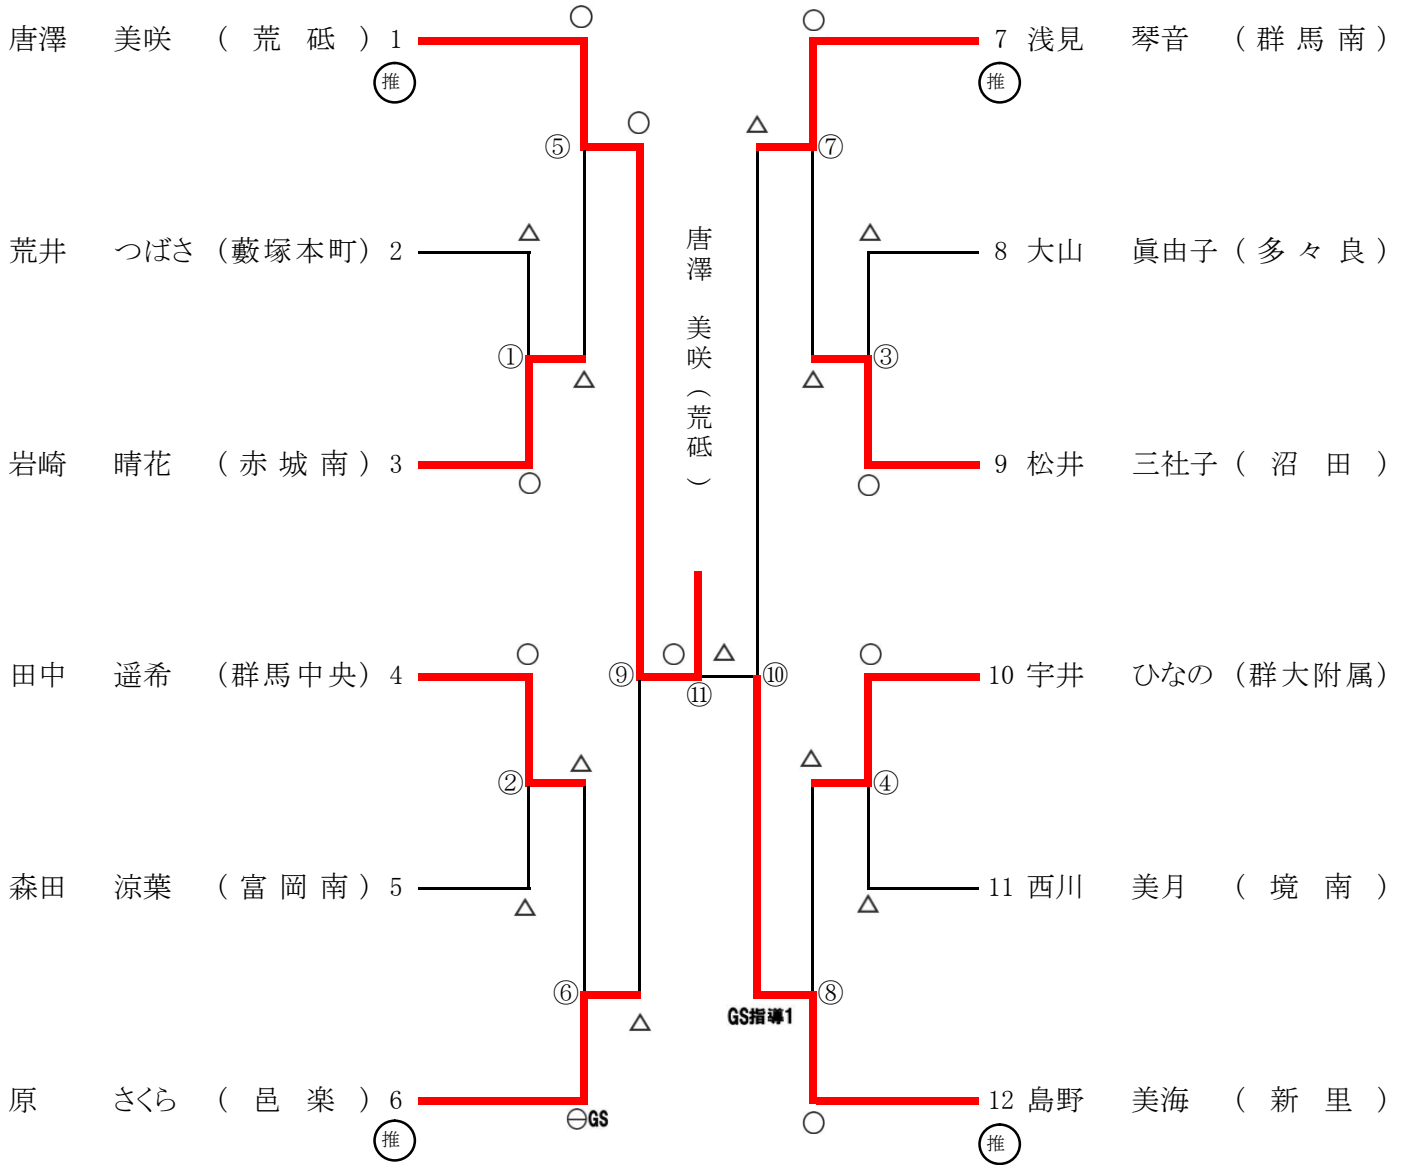 唐澤 美咲 (荒砥) 1
推
荒井 つばさ (藪塚本町) 2
岩崎 晴花 (赤城南) 3
田中 遥希 (群馬中央) 4
森田 涼葉 (富岡南) 5
原 さくら (邑楽) 6
推
⑤
①
②
⑥
⊖GS
⑨
唐澤 美咲(荒砥)
⑪
⑩
⑦
③
④
⑧
GS指導1
7 浅見 琴音 (群馬南)
推
8 大山 眞由子 (多々良)
9 松井 三社子 (沼田)
10 宇井 ひなの (群大附属)
11 西川 美月 (境南)
12 島野 美海 (新里)
推